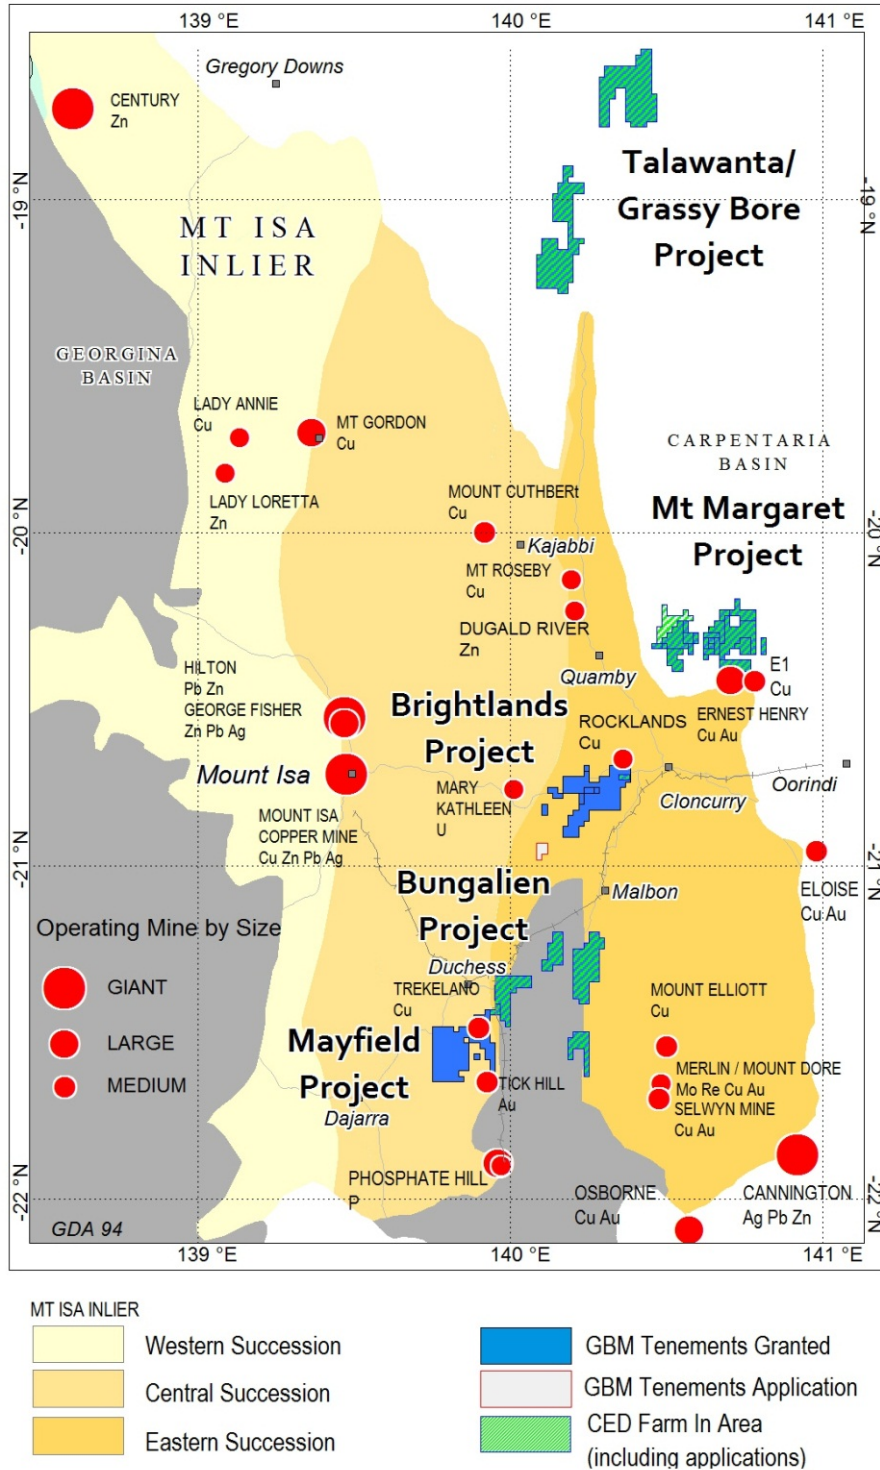 139 °E
140 °E
141 °E
Gregory Downs
CENTURY
Zn
Talawanta/
Grassy Bore
Project
-19 °N
-19 °N
MT ISA
INLIER
GEORGINA
BASIN
LADY ANNIE
Cu
MT GORDON
Cu
CARPENTARIA
BASIN
LADY LORETTA
Zn
MOUNT CUTHBERt
Cu
Mt Margaret
Project
-20 °N
-20 °N
Kajabbi
MT ROSEBY
Cu
DUGALD RIVER
Zn
HILTON
Pb Zn
GEORGE FISHER
Zn Pb Ag
Quamby
E1
Cu
Brightlands
Project
ROCKLANDS
Cu
ERNEST HENRY
Cu Au
Mount Isa
MARY
KATHLEEN
U
Cloncurry
Oorindi
MOUNT ISA
COPPER MINE
Cu Zn Pb Ag
-21 °N
-21 °N
Bungalien
Project
Malbon
ELOISE
Cu Au
Operating Mine by Size
GIANT
LARGE
MEDIUM
Duchess
TREKELANO
Cu
MOUNT ELLIOTT
Cu
Mayfield
Project
MERLIN / MOUNT DORE
Mo Re Cu Au
TICK HILL
Au
SELWYN MINE
Cu Au
Dajarra
PHOSPHATE HILL
P
OSBORNE
Cu Au
CANNINGTON
Ag Pb Zn
-22 °N
-22 °N
GDA 94
139 °E
140 °E
141 °E
MT ISA INLIER
Western Succession
Central Succession
Eastern Succession
GBM Tenements Granted
GBM Tenements Application
CED Farm In Area
(including applications)